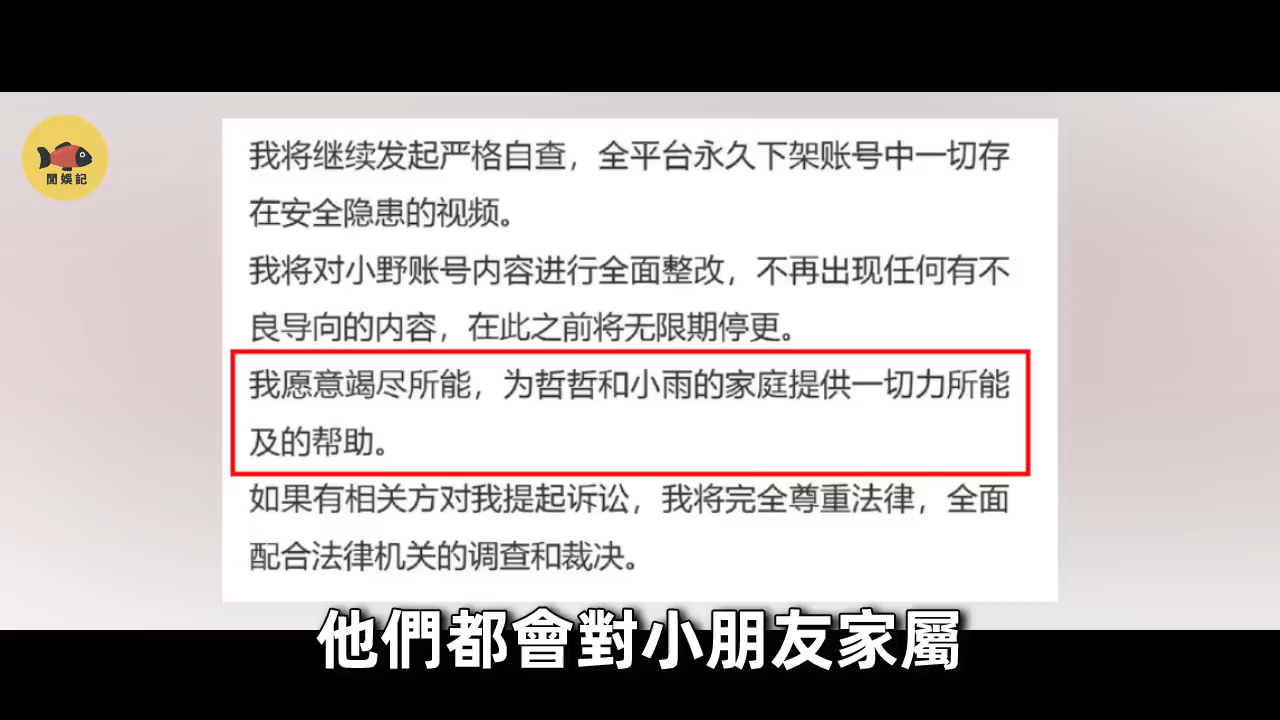 聞娛記
我将继续发起严格自查，全平台永久下架账号中一切存
在安全隐患的视频。
我将对小野账号内容进行全面整改，不再出现任何有不
良导向的内容，在此之前将无限期停更。
我愿意竭尽所能，为哲哲和小雨的家庭提供一切力所能
及的帮助。
如果有相关方对我提起诉讼，我将完全尊重法律，全面
配合法律机关的调查和裁决。
他們都會對小朋友家屬